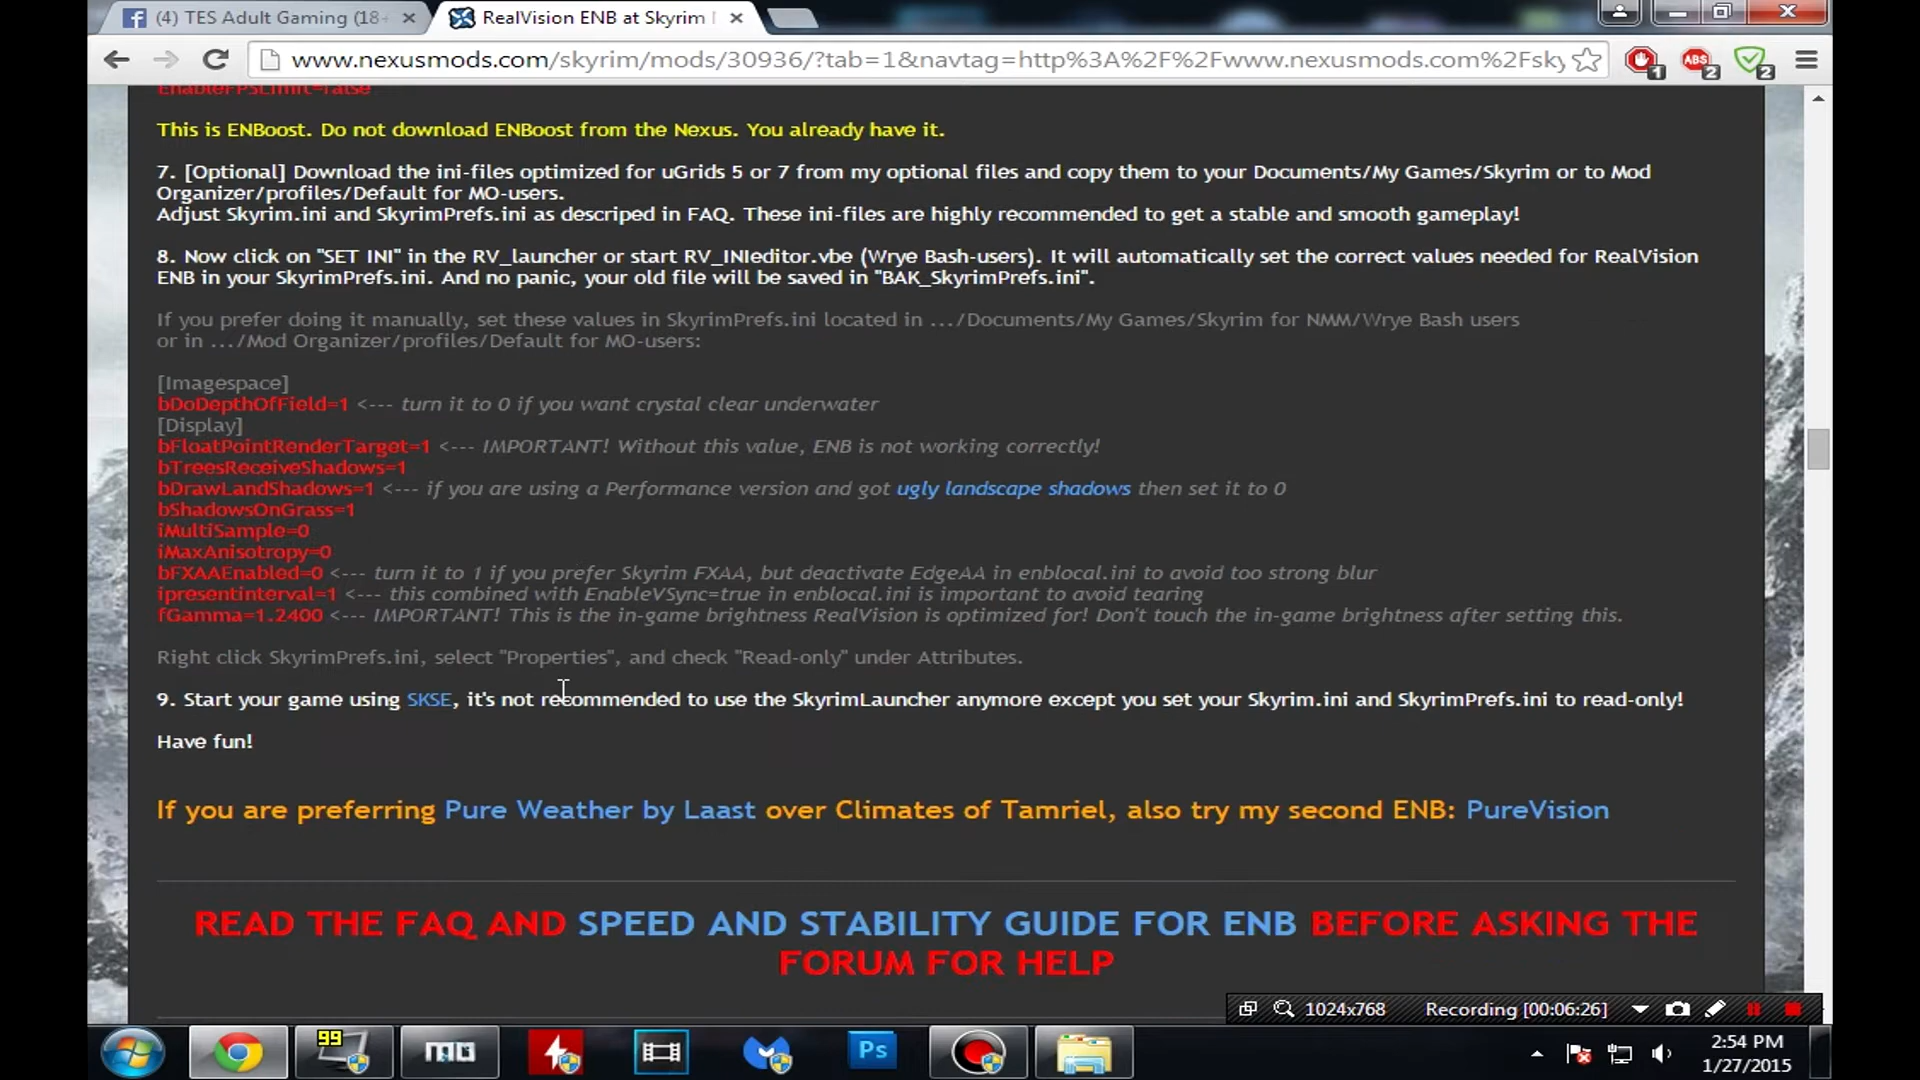 (4) TES Adult Gaming (18+
RealVision ENB at Skyrim
www.nexusmods.com/skyrim/mods/30936/?tab=1&navtag=http%3A%2F%2Fwww.nexusmods.com%2Fsky
1
ABS
2
2
EnableFPSLimit=false
This is ENBoost. Do not download ENBoost from the Nexus. You already have it.
7. [Optional] Download the ini-files optimized for uGrids 5 or 7 from my optional files and copy them to your Documents/My Games/Skyrim or to Mod
Organizer/profiles/Default for MO-users.
Adjust Skyrim.ini and SkyrimPrefs.ini as descriped in FAQ. These ini-files are highly recommended to get a stable and smooth gameplay!
8. Now click on "SET INI" in the RV_launcher or start RV_INIeditor.vbe (Wrye Bash-users). It will automatically set the correct values needed for RealVision
ENB in your SkyrimPrefs.ini. And no panic, your old file will be saved in "BAK_SkyrimPrefs.ini".
If you prefer doing it manually, set these values in SkyrimPrefs.ini located in .../Documents/My Games/Skyrim for NMM/Wrye Bash users
or in .../Mod Organizer/profiles/Default for MO-users:
[Imagespace]
bDoDepthOfField=1 <--- turn it to 0 if you want crystal clear underwater
[Display]
bFloatPointRenderTarget=1 <--- IMPORTANT! Without this value, ENB is not working correctly!
bTreesReceiveShadows=1
bDrawLandShadows=1 <--- if you are using a Performance version and got ugly landscape shadows then set it to 0
bShadowsOnGrass=1
iMultiSample=0
iMaxAnisotropy=0
bFXAAEnabled=0 <--- turn it to 1 if you prefer Skyrim FXAA, but deactivate EdgeAA in enblocal.ini to avoid too strong blur
ipresentinterval=1 <--- this combined with EnableVSync=true in enblocal.ini is important to avoid tearing
fGamma=1.2400 <--- IMPORTANT! This is the in-game brightness RealVision is optimized for! Don't touch the in-game brightness after setting this.
Right click SkyrimPrefs.ini, select "Properties", and check "Read-only" under Attributes.
9. Start your game using SKSE, it's not recommended to use the SkyrimLauncher anymore except you set your Skyrim.ini and SkyrimPrefs.ini to read-only!
Have fun!
If you are preferring Pure Weather by Laast over Climates of Tamriel, also try my second ENB: PureVision
READ THE FAQ AND SPEED AND STABILITY GUIDE FOR ENB BEFORE ASKING THE
FORUM FOR HELP
1024x768
Recording [00:06:26]
99
MO
Ps
2:54 PM
1/27/2015